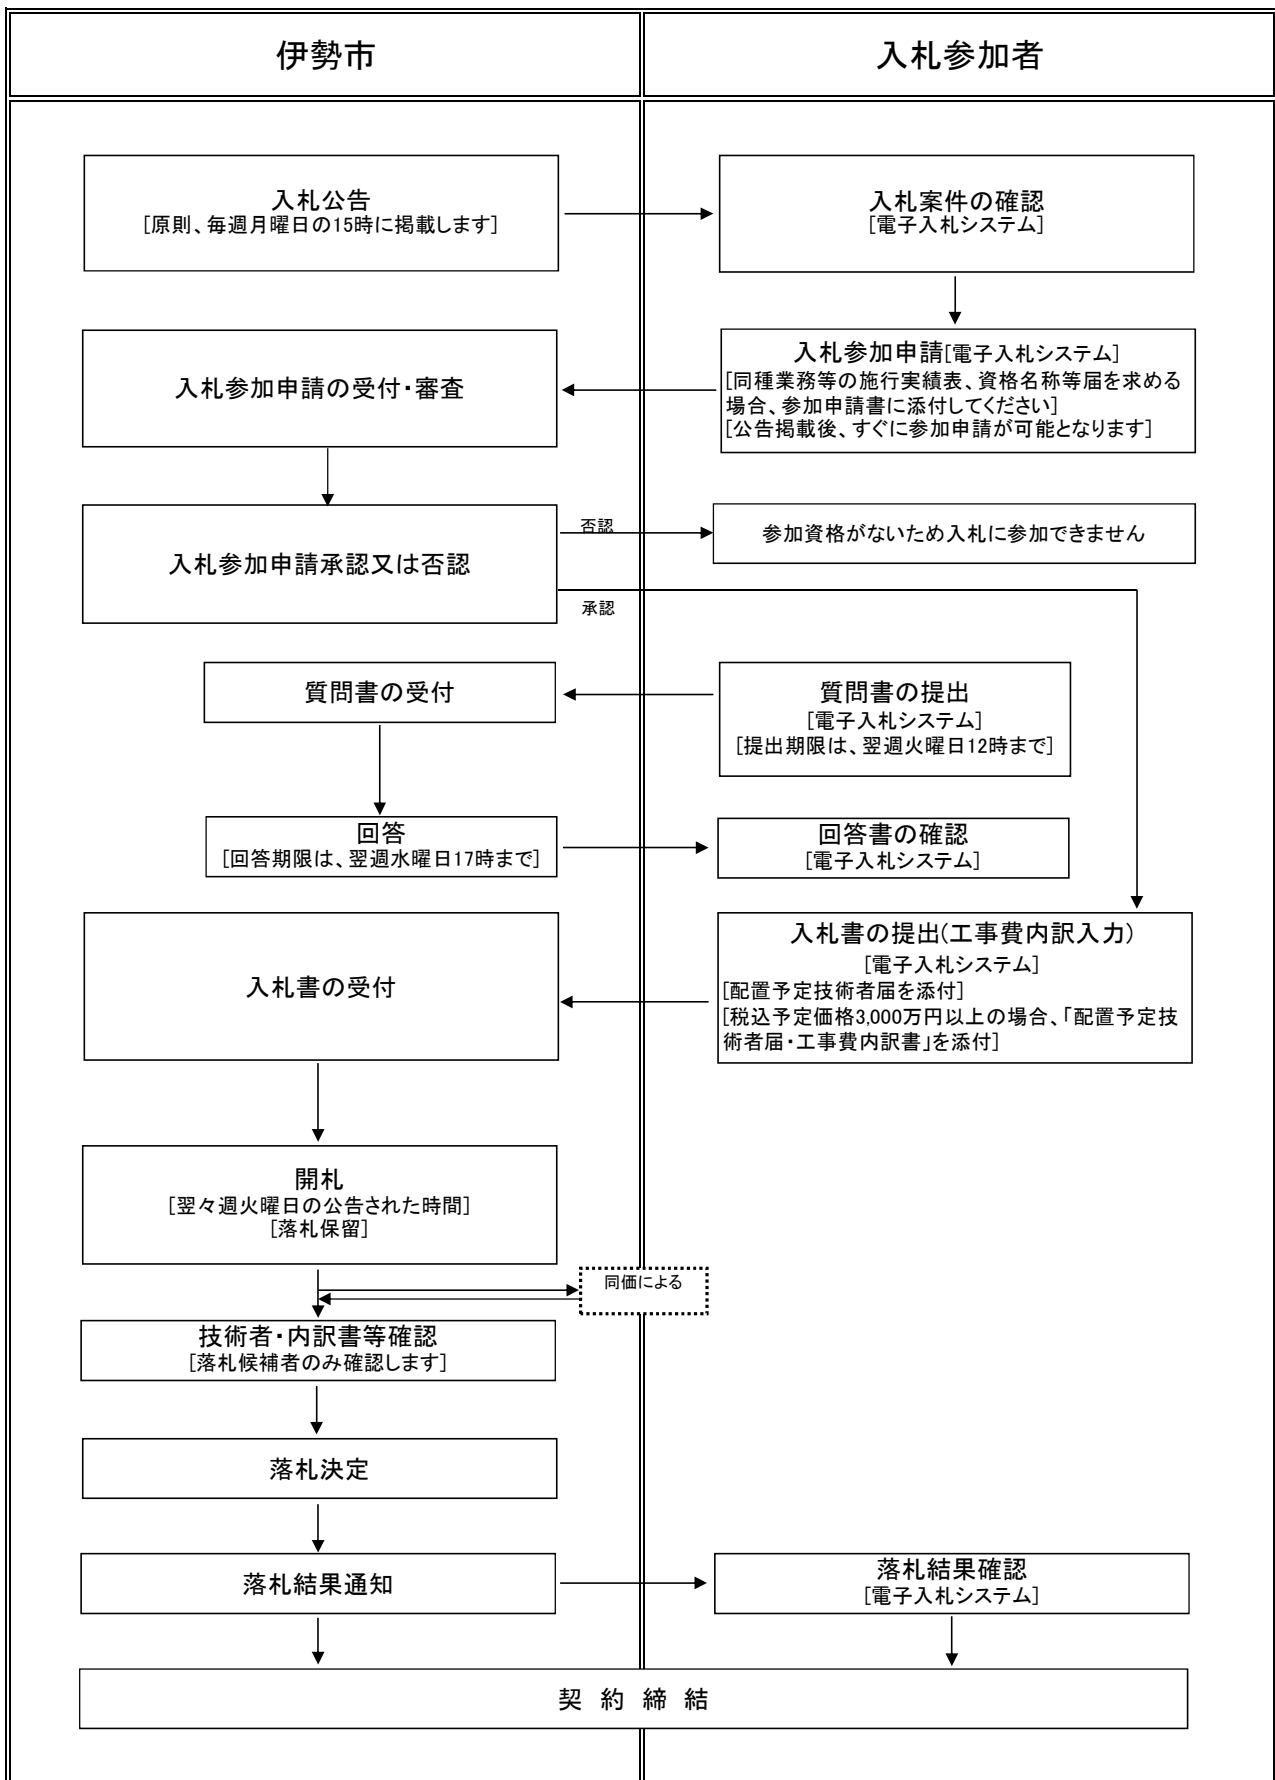 伊勢市
入札参加者
入札公告
[原則、毎週月曜日の15時に掲載します]
入札案件の確認
[電子入札システム]
入札参加申請[電子入札システム]
[同種業務等の施行実績表、資格名称等届を求める
場合、参加申請書に添付してください]
[公告掲載後、すぐに参加申請が可能となります]
入札参加申請の受付・審査
入札参加申請承認又は否認
否認
参加資格がないため入札に参加できません
承認
質問書の受付
質問書の提出
[電子入札システム]
[提出期限は、翌週火曜日12時まで]
回答
[回答期限は、翌週水曜日17時まで]
回答書の確認
[電子入札システム]
入札書の受付
入札書の提出(工事費内訳入力)
[電子入札システム]
[配置予定技術者届を添付]
[税込予定価格3,000万円以上の場合、「配置予定技
術者届・工事費内訳書」を添付]
開札
[翌々週火曜日の公告された時間]
[落札保留]
同価による
技術者・内訳書等確認
[落札候補者のみ確認します]
落札決定
落札結果通知
落札結果確認
[電子入札システム]
契 約 締 結